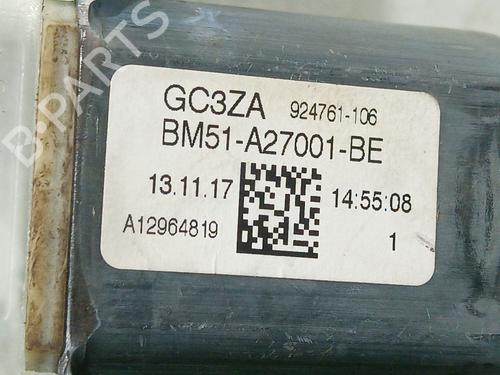 GC3ZA 924761-106
BM51-A27001-BE
13.11.17 14:55:08
A12964819 1
B-PARTS